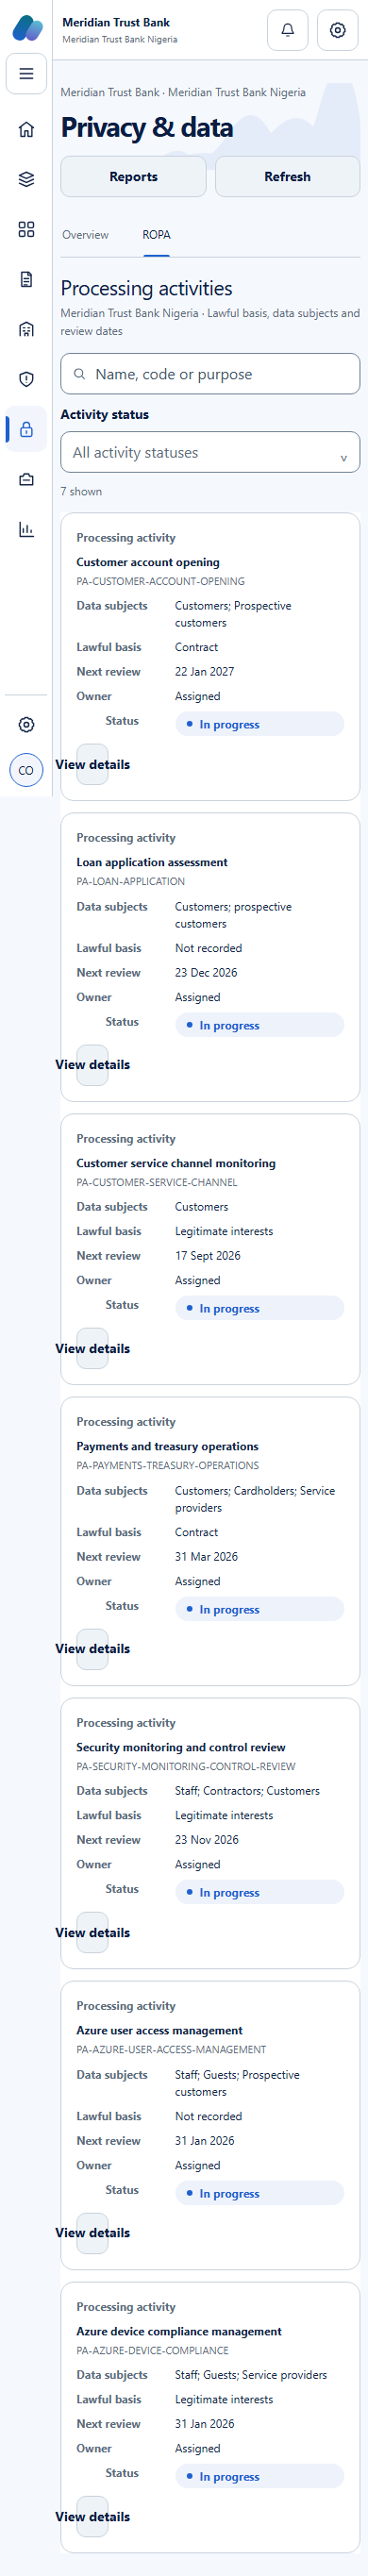 Meridian Trust Bank
Meridian Trust Bank Nigeria
Meridian Trust Bank · Meridian Trust Bank Nigeria
Privacy & data
Reports
Refresh
Overview
ROPA
Processing activities
Meridian Trust Bank Nigeria · Lawful basis, data subjects and
review dates
Name, code or purpose
Activity status
All activity statuses
7 shown
Processing activity
Customer account opening
PA-CUSTOMER-ACCOUNT-OPENING
Data subjects Customers; Prospective
customers
Lawful basis Contract
Next review 22 Jan 2027
Owner Assigned
Status In progress
View details
CO
Processing activity
Loan application assessment
PA-LOAN-APPLICATION
Data subjects Customers; prospective
customers
Lawful basis Not recorded
Next review 23 Dec 2026
Owner Assigned
Status In progress
View details
Processing activity
Customer service channel monitoring
PA-CUSTOMER-SERVICE-CHANNEL
Data subjects Customers
Lawful basis Legitimate interests
Next review 17 Sept 2026
Owner Assigned
Status In progress
View details
Processing activity
Payments and treasury operations
PA-PAYMENTS-TREASURY-OPERATIONS
Data subjects Customers; Cardholders; Service
providers
Lawful basis Contract
Next review 31 Mar 2026
Owner Assigned
Status In progress
View details
Processing activity
Security monitoring and control review
PA-SECURITY-MONITORING-CONTROL-REVIEW
Data subjects Staff; Contractors; Customers
Lawful basis Legitimate interests
Next review 23 Nov 2026
Owner Assigned
Status In progress
View details
Processing activity
Azure user access management
PA-AZURE-USER-ACCESS-MANAGEMENT
Data subjects Staff; Guests; Prospective
customers
Lawful basis Not recorded
Next review 31 Jan 2026
Owner Assigned
Status In progress
View details
Processing activity
Azure device compliance management
PA-AZURE-DEVICE-COMPLIANCE
Data subjects Staff; Guests; Service providers
Lawful basis Legitimate interests
Next review 31 Jan 2026
Owner Assigned
Status In progress
View details